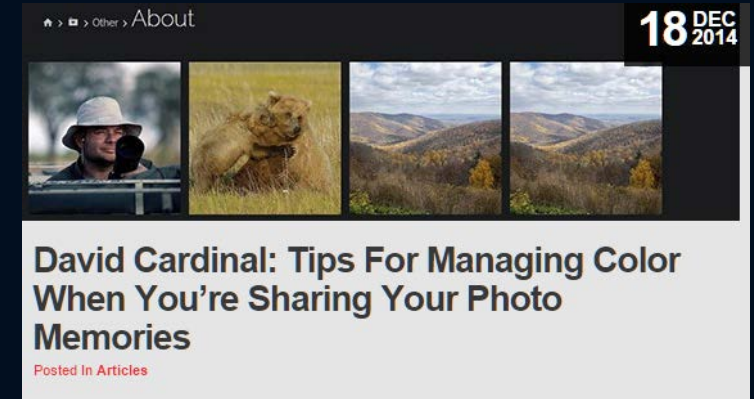 > > Other > About
18 DEC
2014
David Cardinal: Tips For Managing Color
When You're Sharing Your Photo
Memories
Posted In Articles